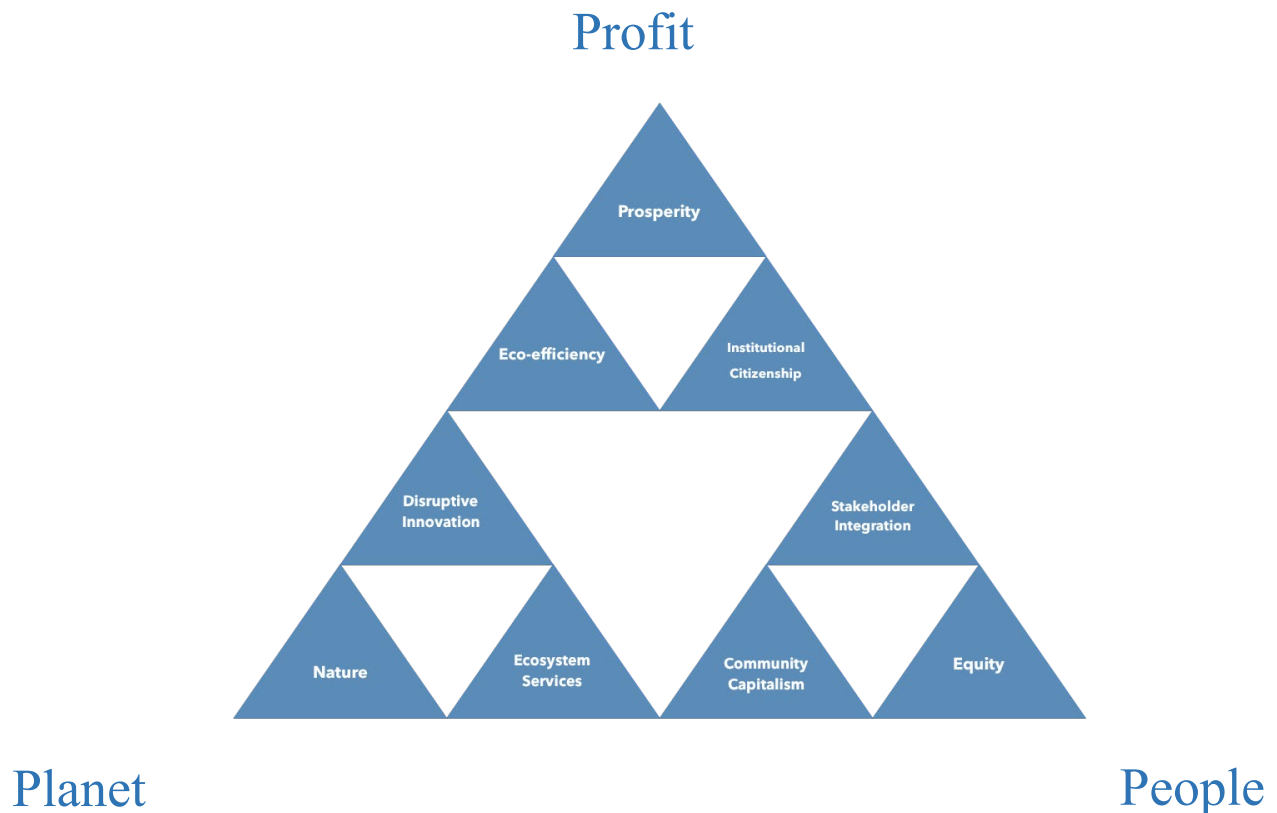 Profit
Prosperity
Eco-efficiency
Institutional
Citizenship
Disruptive
Innovation
Stakeholder
Integration
Nature
Ecosystem
Services
Community
Capitalism
Equity
Planet
People